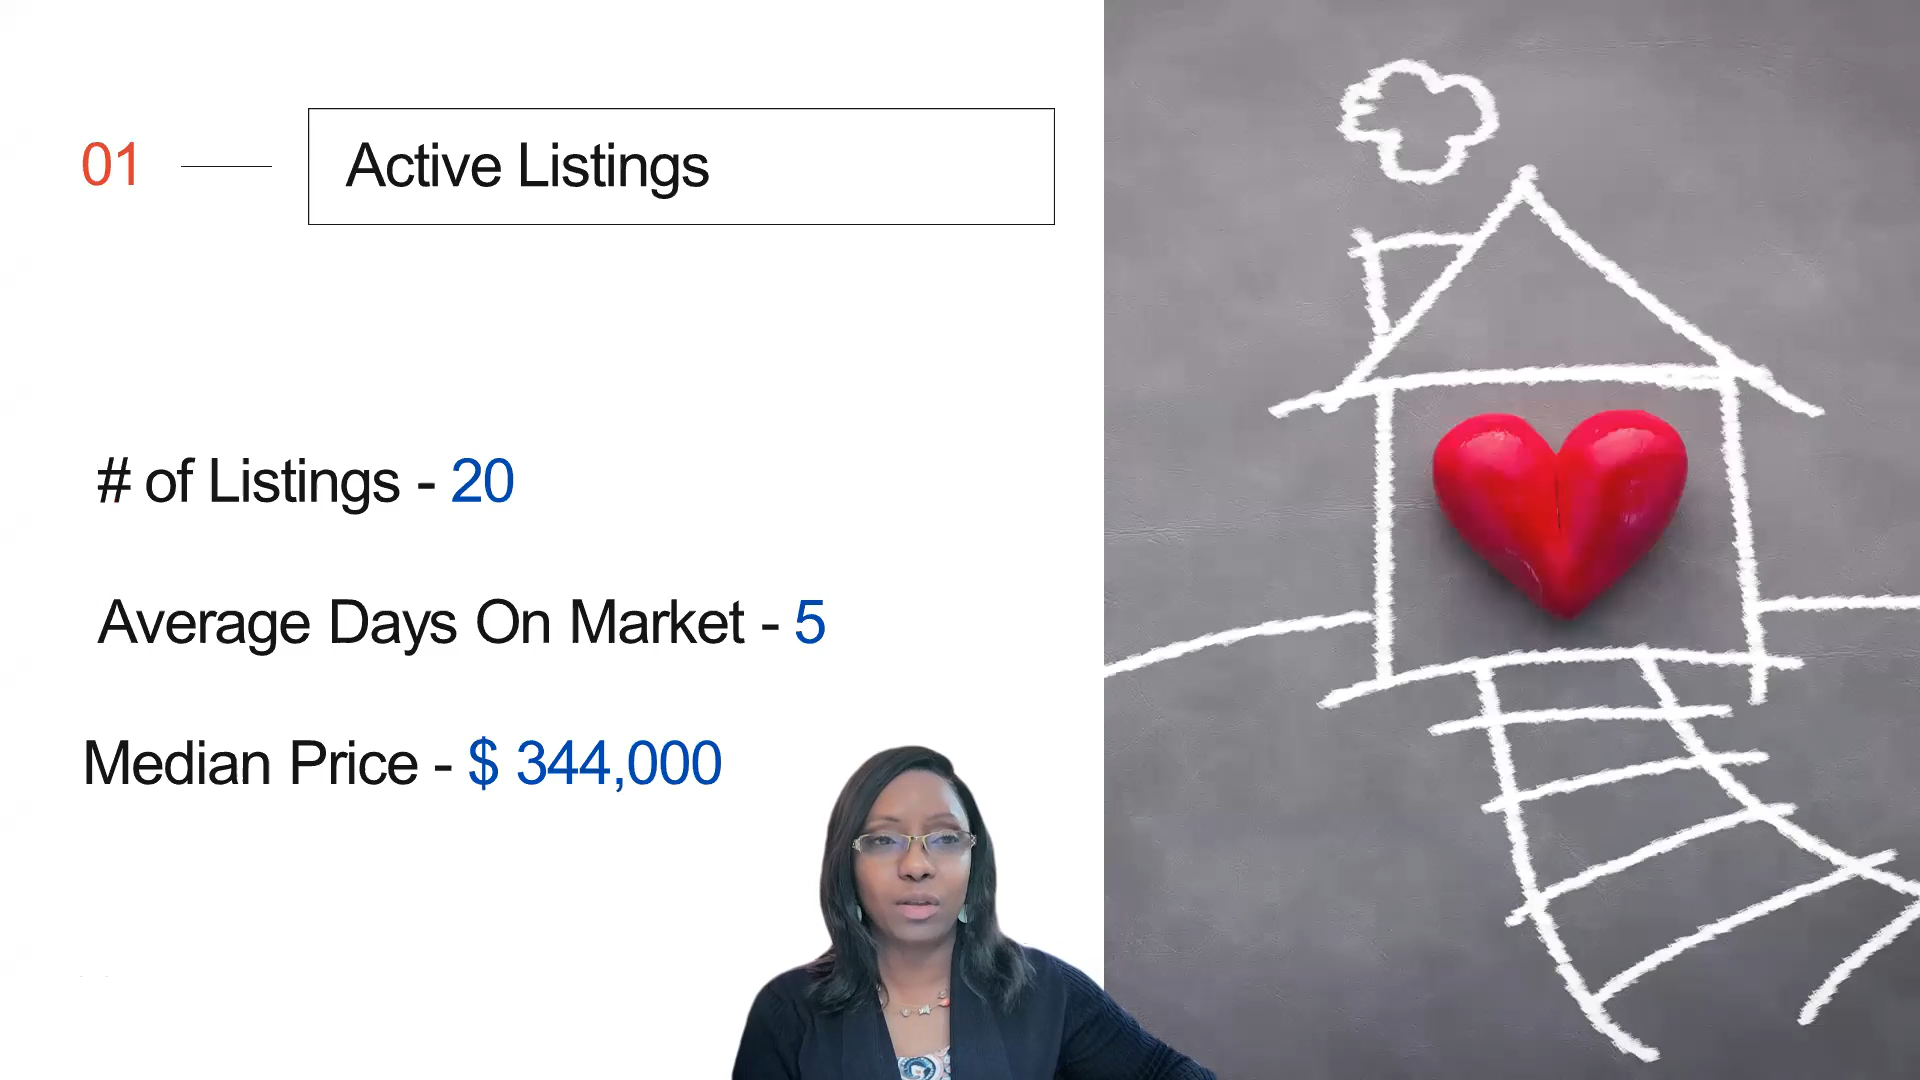 01
Active Listings
# of Listings - 20
Average Days On Market - 5
Median Price - $ 344,000